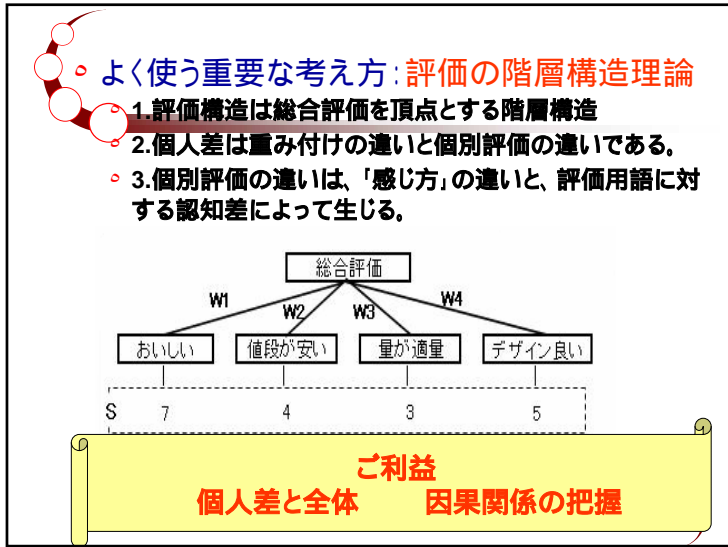 よく使う重要な考え方：評価の階層構造理論
1.評価構造は総合評価を頂点とする階層構造
2.個人差は重み付けの違いと個別評価の違いである。
3.個別評価の違いは、「感じ方」の違いと、評価用語に対
する認知差によって生じる。
総合評価
W1 W2 W3 W4
おいしい 値段が安い 量が適量 デザイン良い
S 7 4 3 5
ご利益
個人差と全体 因果関係の把握